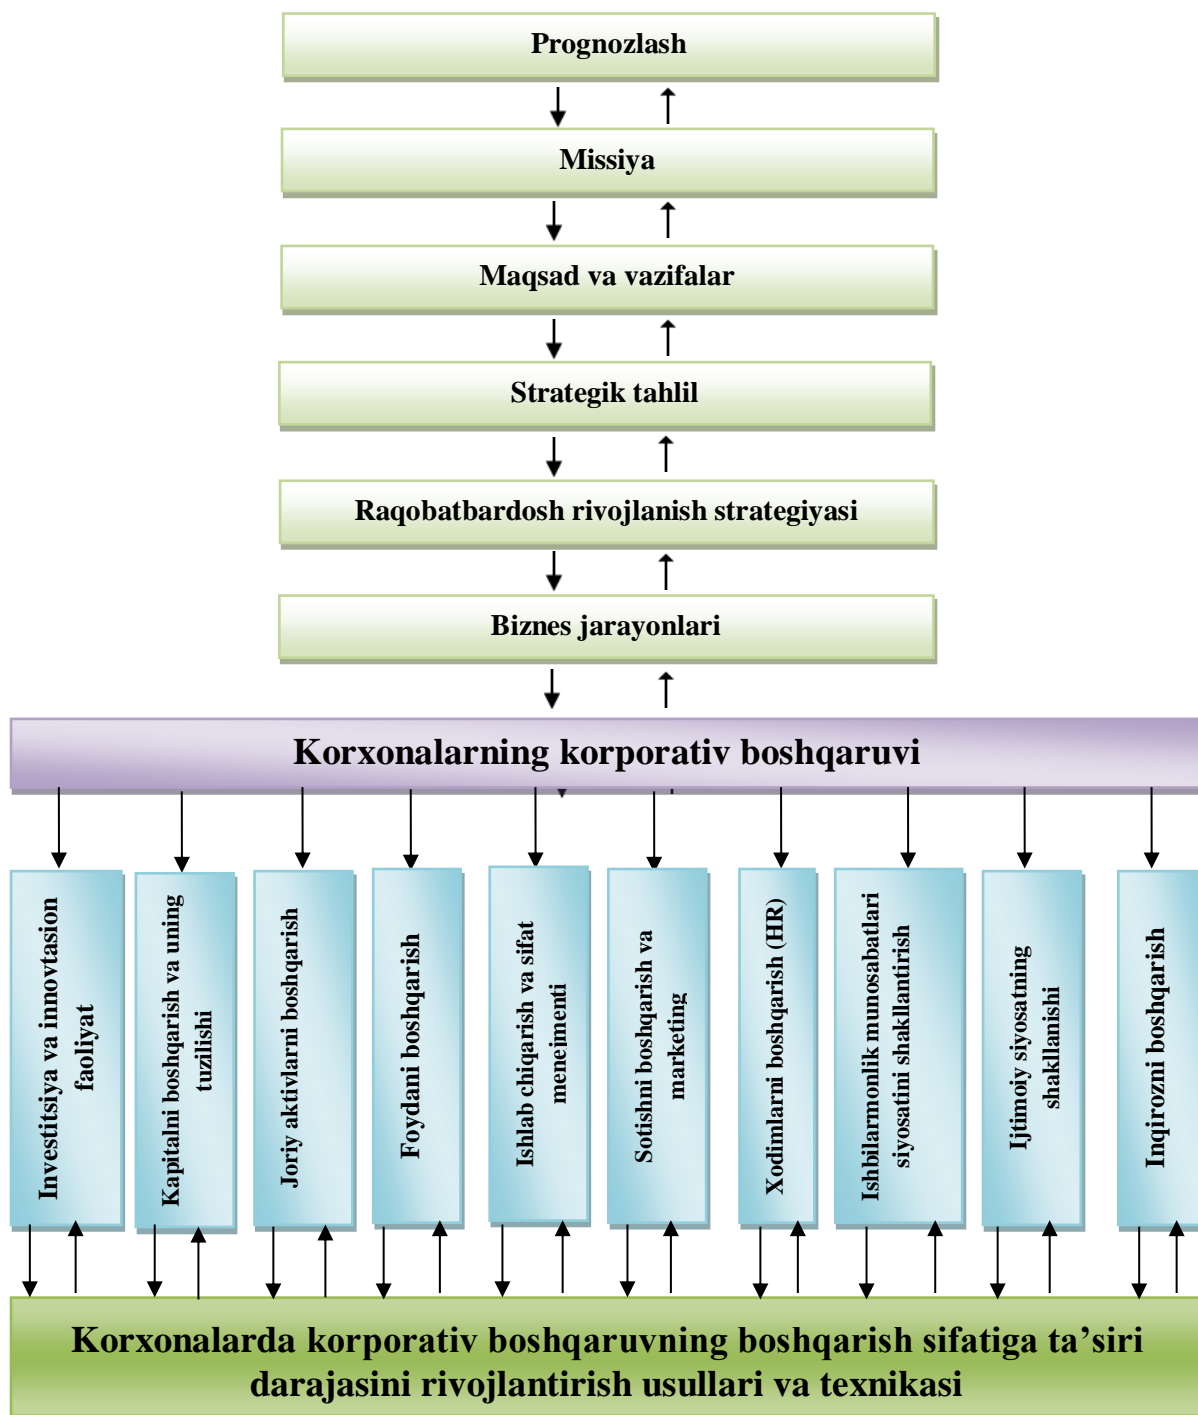 Prognozlash
Missiya
Maqsad va vazifalar
Strategik tahlil
Raqobatbardosh rivojlanish strategiyasi
Biznes jarayonlari
Korxonalarning korporativ boshqaruvi
Investitsiya va innovtasion
faoliyat
Kapitalni boshqarish va uning
tuzilishi
Joriy aktivlarni boshqarish
Foydani boshqarish
Ishlab chiqarish va sifat
menejmenti
Sotishni boshqarish va
marketing
Xodimlarni boshqarish (HR)
Ishbilarmonlik munosabatlari
siyosatini shakllantirish
Ijtimoiy siyosatning
shakllanishi
Inqirozni boshqarish
Korxonalarda korporativ boshqaruvning boshqarish sifatiga ta’siri
darajasini rivojlantirish usullari va texnikasi